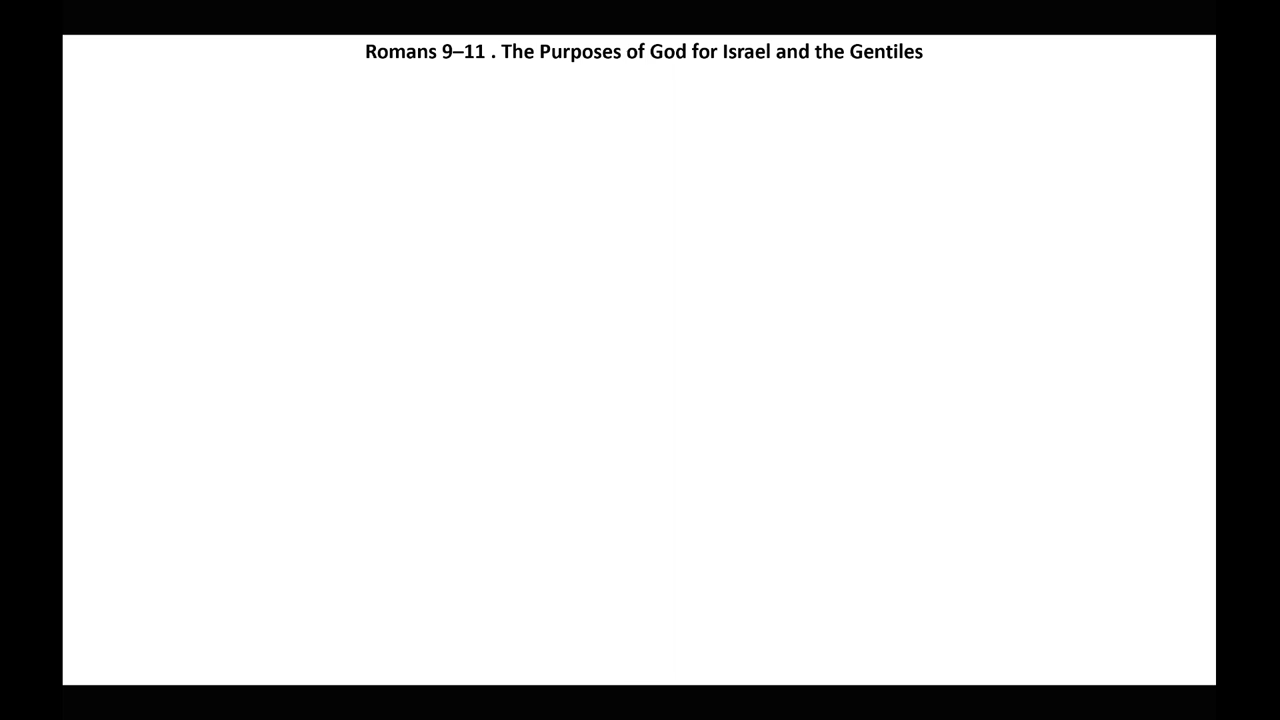 Romans 9–11 . The Purposes of God for Israel and the Gentiles